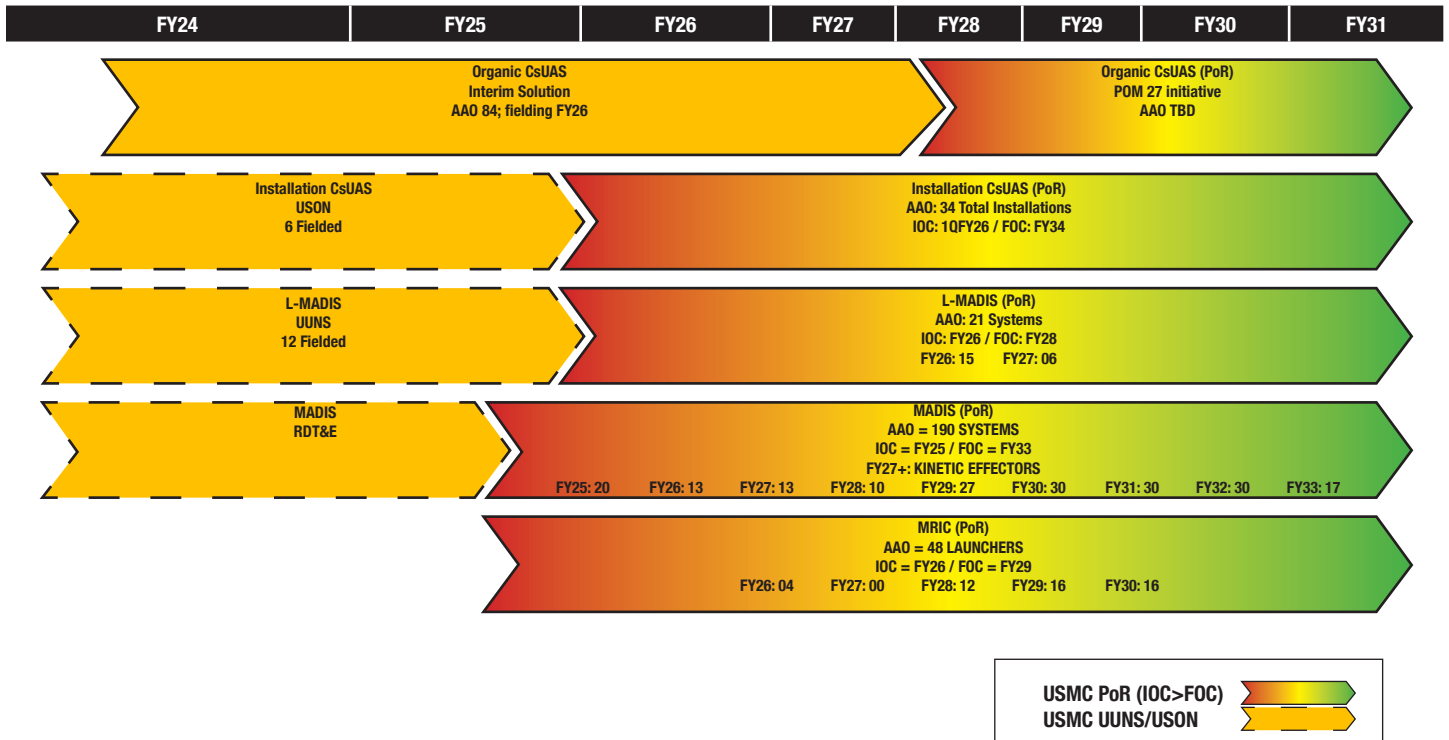 FY24 FY25 FY26 FY27 FY28 FY29 FY30 FY31
Organic CsUAS
Interim Solution
AAO 84; fielding FY26
Organic CsUAS (PoR)
POM 27 initiative
AAO TBD
Installation CsUAS
USON
6 Fielded
Installation CsUAS (PoR)
AAO: 34 Total Installations
IOC: 1QFY26 / FOC: FY34
L-MADIS
UUNS
12 Fielded
L-MADIS (PoR)
AAO: 21 Systems
IOC: FY26 / FOC: FY28
FY26: 15 FY27: 06
MADIS
RDT&E
MADIS (PoR)
AAO = 190 SYSTEMS
IOC = FY25 / FOC = FY33
FY27+: KINETIC EFFECTORS
FY25: 20 FY26: 13 FY27: 13 FY28: 10 FY29: 27 FY30: 30 FY31: 30 FY32: 30 FY33: 17
MRIC (PoR)
AAO = 48 LAUNCHERS
IOC = FY26 / FOC = FY29
FY26: 04 FY27: 00 FY28: 12 FY29: 16 FY30: 16
USMC PoR (IOC>FOC)
USMC UUNS/USON